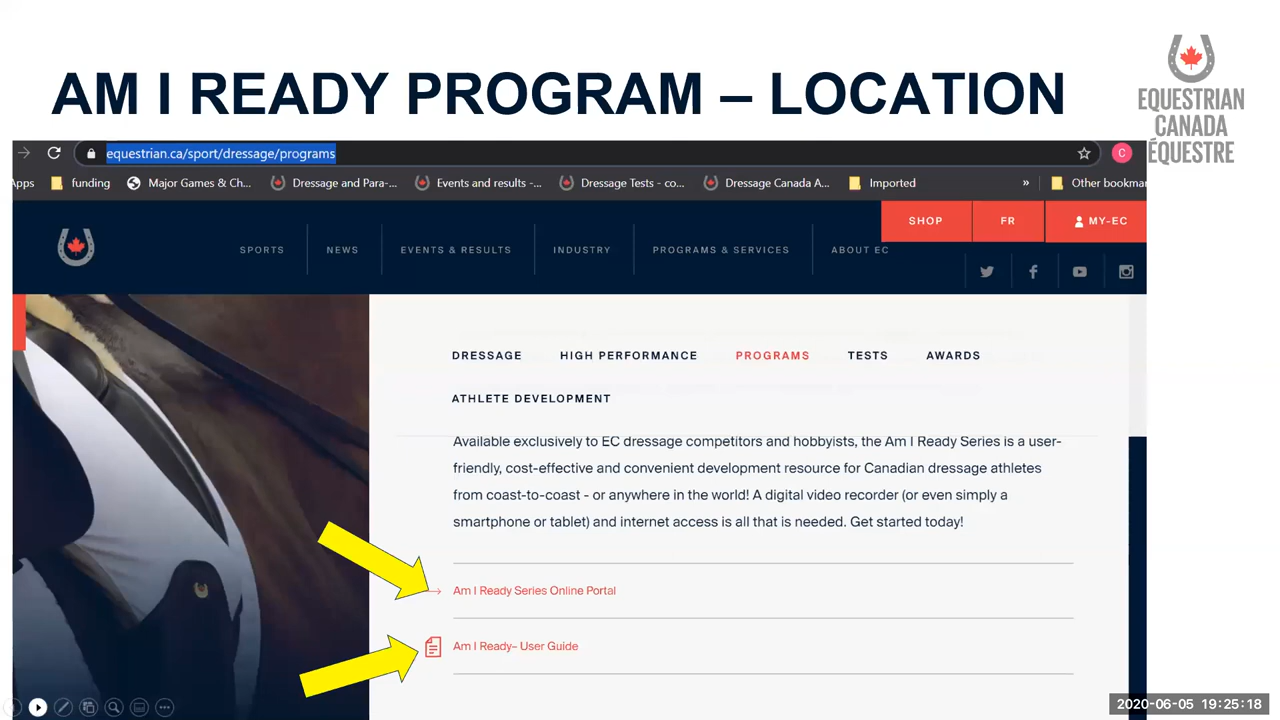 AM I READY PROGRAM – LOCATION
EQUESTRIAN
CANADA
ÉQUESTRE
equestrian.ca/sport/dressage/programs
C
Apps funding Major Games & Ch... Dressage and Para-... Events and results -... Dressage Tests - co... Dressage Canada A... Imported » Other bookmar
SHOP FR MY-EC
SPORTS NEWS EVENTS & RESULTS INDUSTRY PROGRAMS & SERVICES ABOUT EC
DRESSAGE HIGH PERFORMANCE PROGRAMS TESTS AWARDS
ATHLETE DEVELOPMENT
Available exclusively to EC dressage competitors and hobbyists, the Am I Ready Series is a user-
friendly, cost-effective and convenient development resource for Canadian dressage athletes
from coast-to-coast - or anywhere in the world! A digital video recorder (or even simply a
smartphone or tablet) and internet access is all that is needed. Get started today!
Am I Ready Series Online Portal
Am I Ready– User Guide
2020-06-05 19:25:18